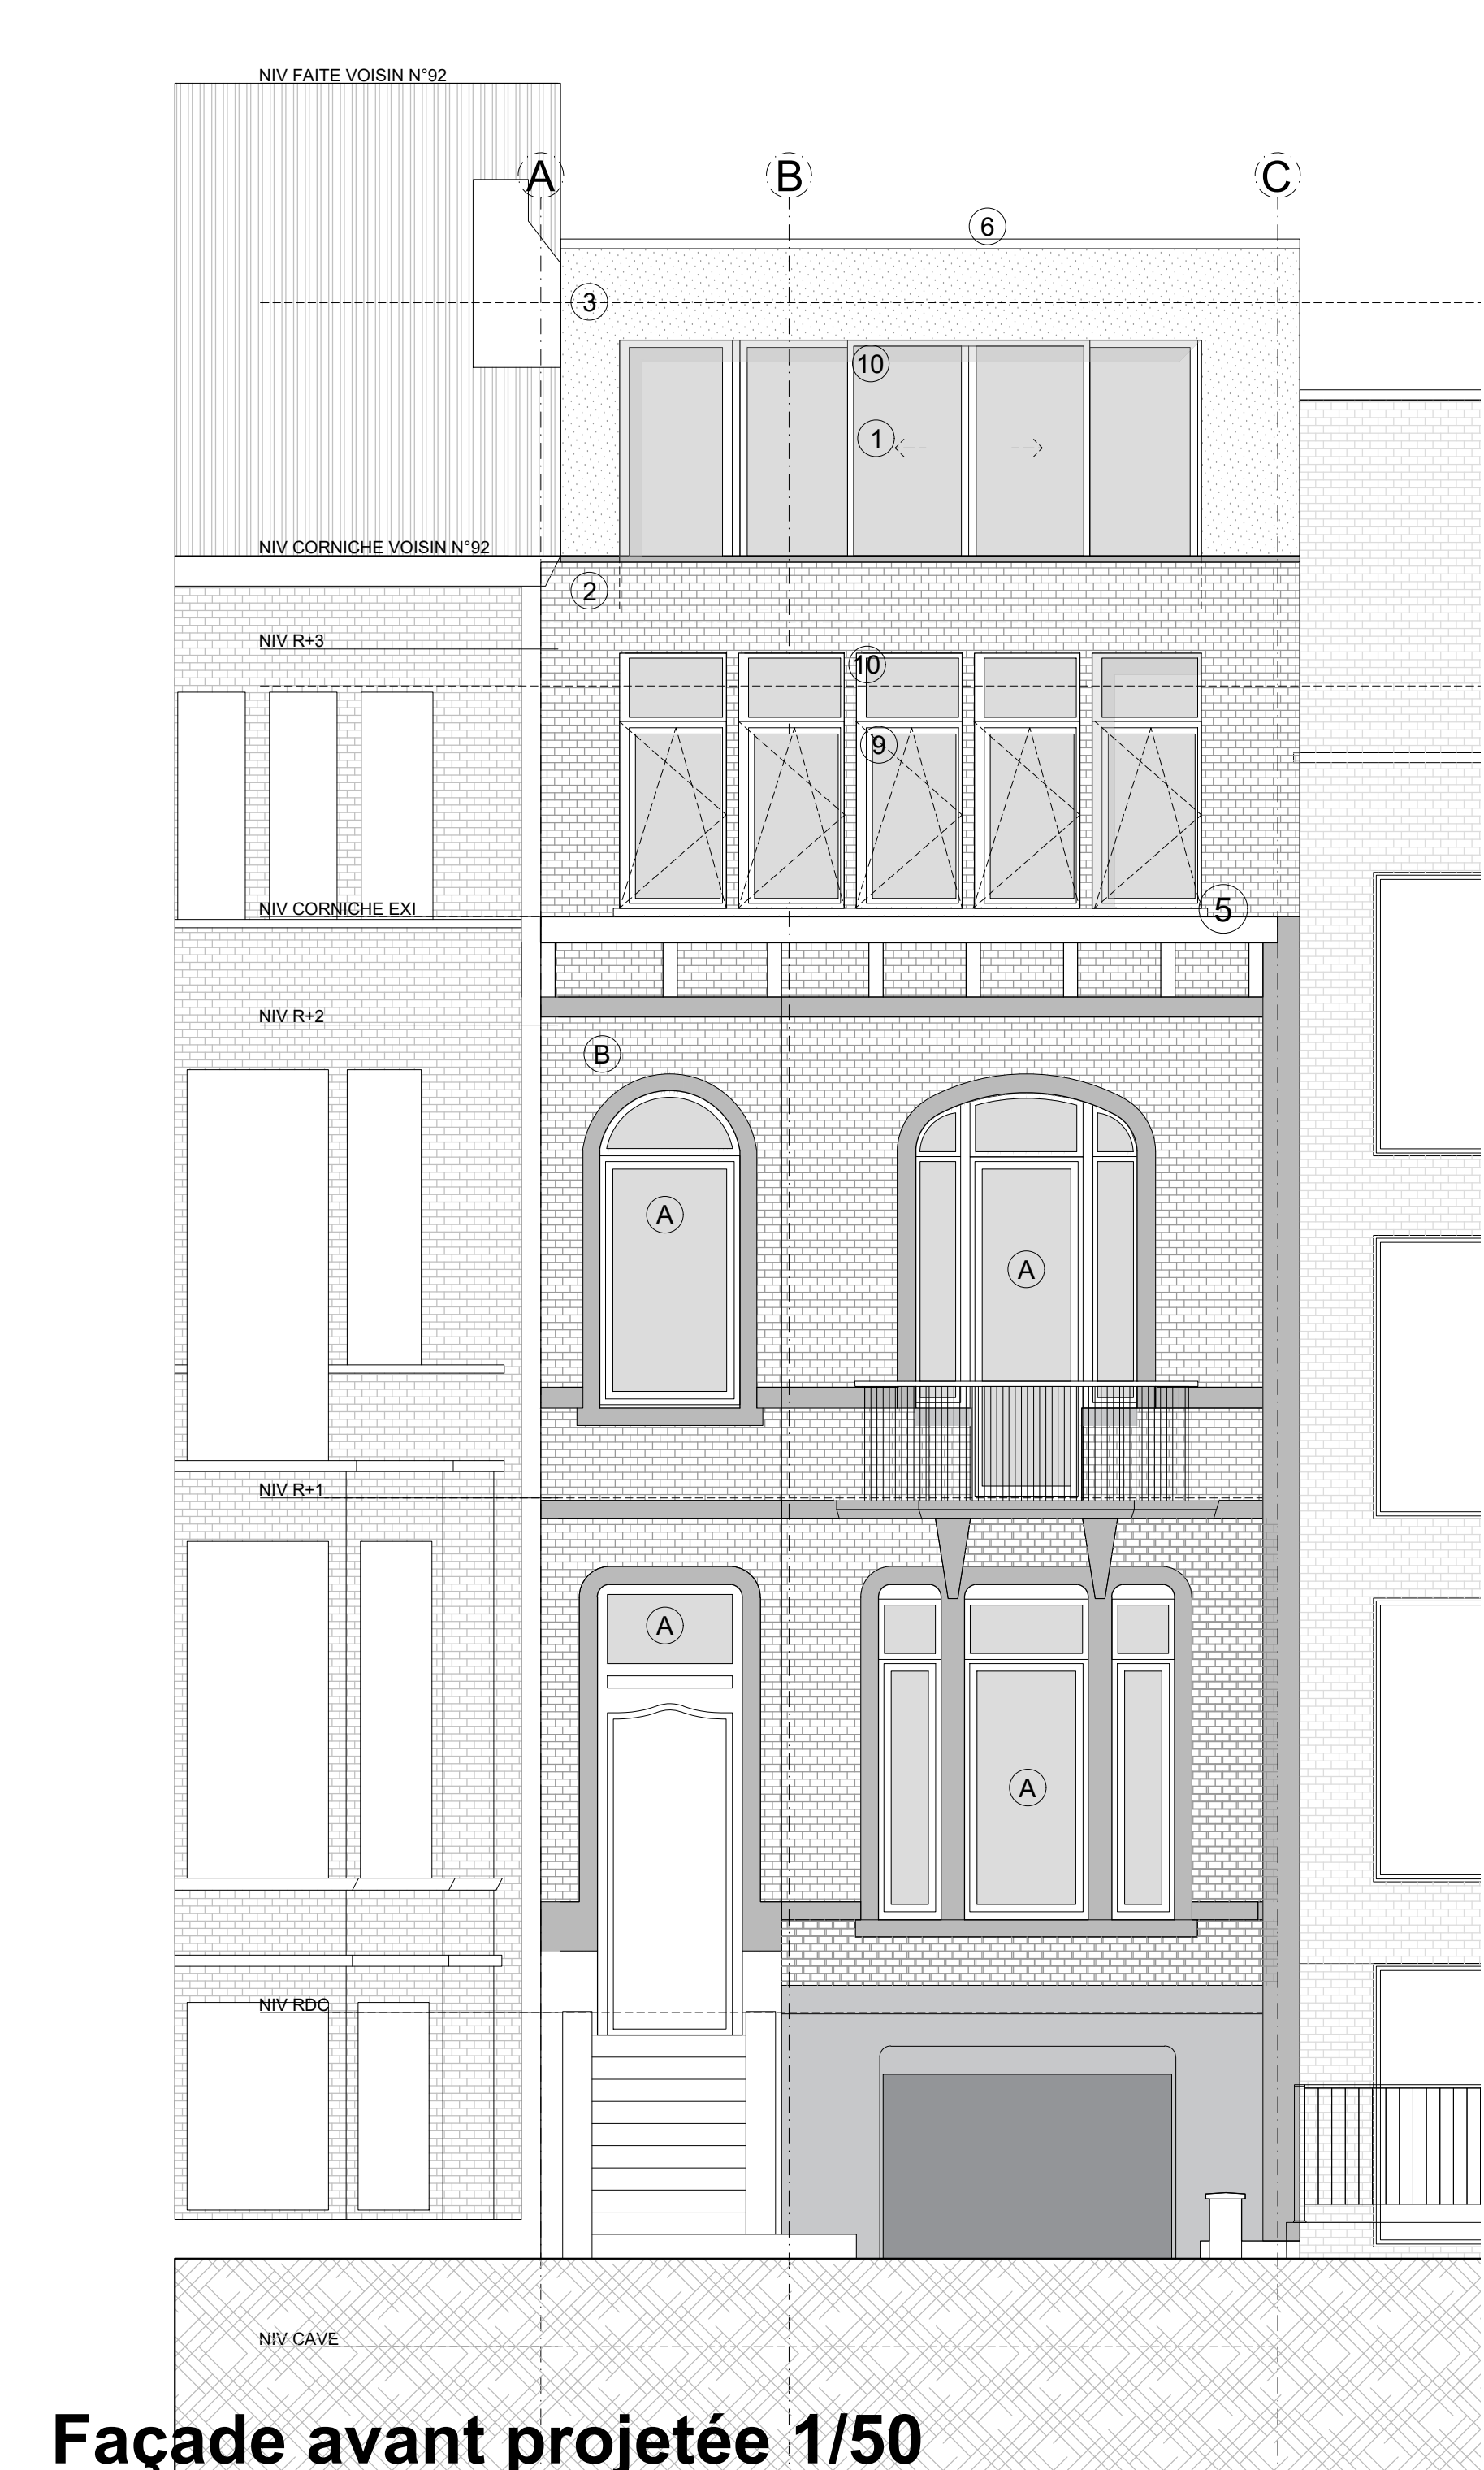 NIV FAITE VOISIN N°92
A B C
6
3
10
1
NIV CORNICHE VOISIN N°92
2
NIV R+3
10
9
NIV CORNICHE EXI
5
NIV R+2
B
A
A
NIV R+1
A
A
NIV RDC
NIV CAVE
Façade avant projetée 1/50